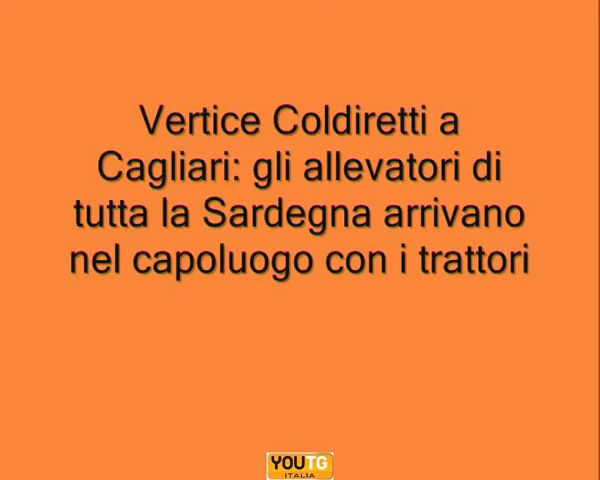 Vertice Coldiretti a
Cagliari: gli allevatori di
tutta la Sardegna arrivano
nel capoluogo con i trattori
YOUTG
ITALIA